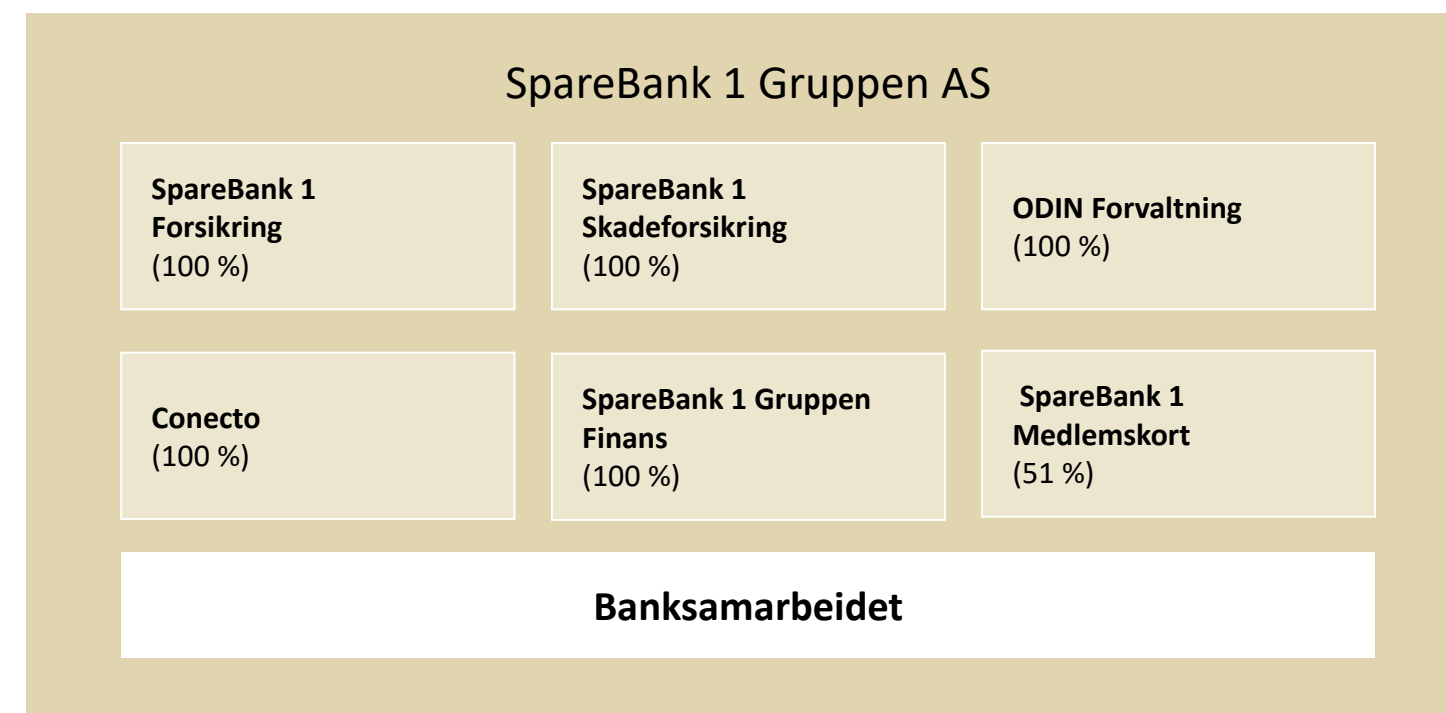 SpareBank 1 Gruppen AS
SpareBank 1
Forsikring
(100 %)
SpareBank 1
Skadeforsikring
(100 %)
ODIN Forvaltning
(100 %)
Conecto
(100 %)
SpareBank 1 Gruppen
Finans
(100 %)
SpareBank 1
Medlemskort
(51 %)
Banksamarbeidet